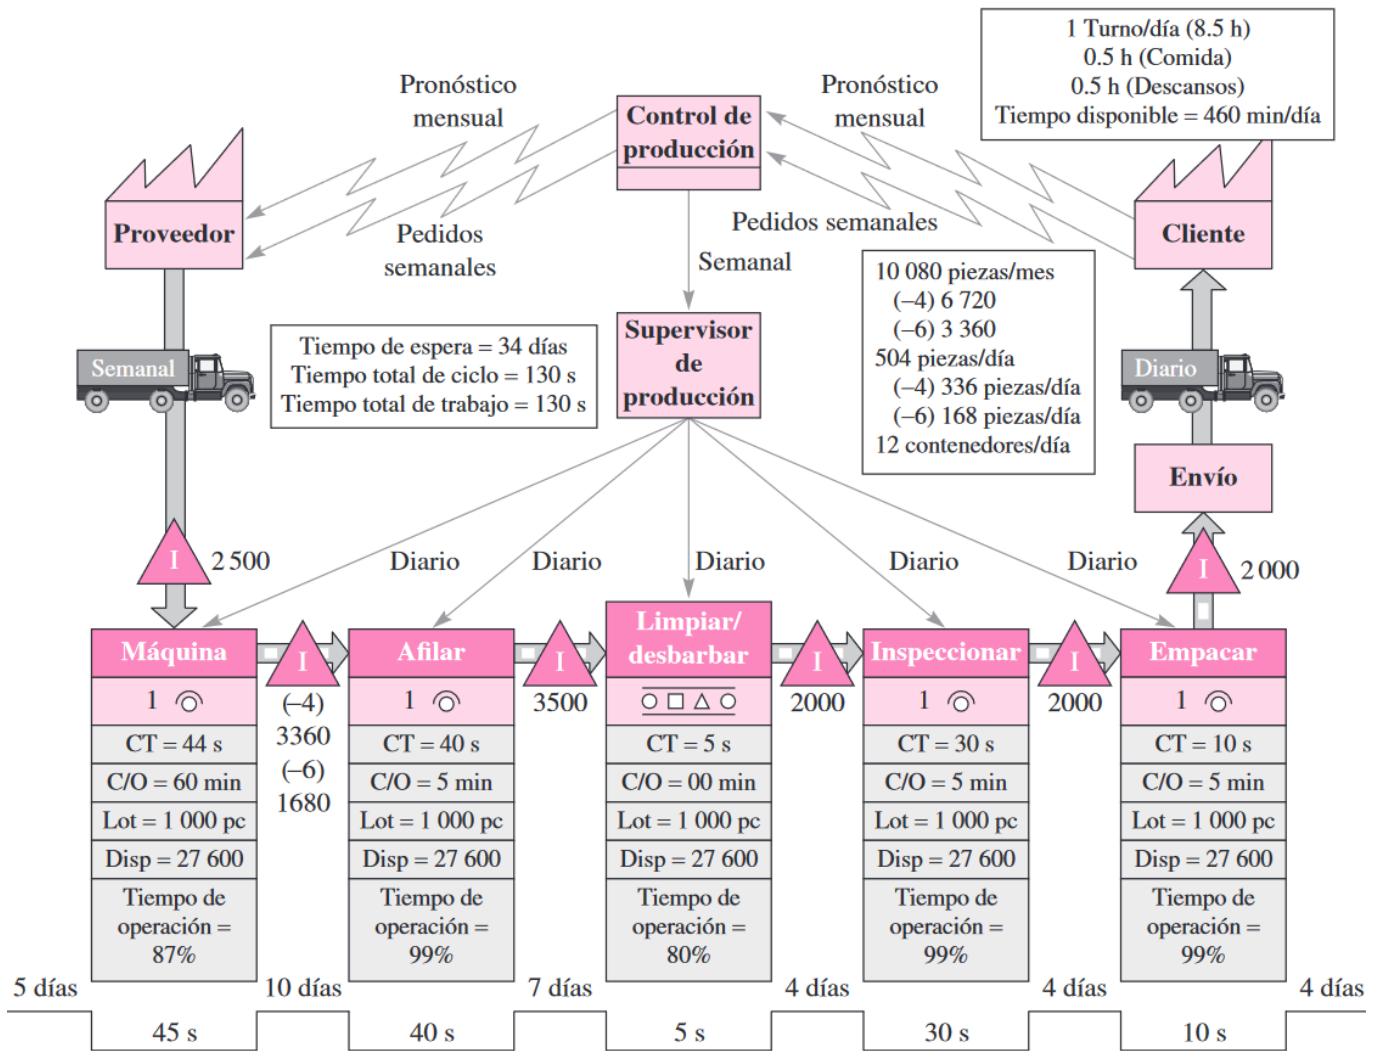 1 Turno/día (8.5 h)
0.5 h (Comida)
0.5 h (Descansos)
Tiempo disponible = 460 min/día
Pronóstico
mensual
Control de
producción
Pronóstico
mensual
Proveedor
Pedidos
semanales
Semanal
Pedidos semanales
Cliente
10 080 piezas/mes
(–4) 6 720
(–6) 3 360
504 piezas/día
(–4) 336 piezas/día
(–6) 168 piezas/día
12 contenedores/día
Semanal
Tiempo de espera = 34 días
Tiempo total de ciclo = 130 s
Tiempo total de trabajo = 130 s
Supervisor
de
producción
Diario
Envío
I
2 500
Diario
Diario
Diario
Diario
Diario
I
2 000
Máquina
1
CT = 44 s
C/O = 60 min
Lot = 1 000 pc
Disp = 27 600
Tiempo de
operación =
87%
I
(–4)
3360
(–6)
1680
Afilar
1
CT = 40 s
C/O = 5 min
Lot = 1 000 pc
Disp = 27 600
Tiempo de
operación =
99%
I
3500
Limpiar/
desbarbar
CT = 5 s
C/O = 00 min
Lot = 1 000 pc
Disp = 27 600
Tiempo de
operación =
80%
I
2000
Inspeccionar
1
CT = 30 s
C/O = 5 min
Lot = 1 000 pc
Disp = 27 600
Tiempo de
operación =
99%
I
2000
Empacar
1
CT = 10 s
C/O = 5 min
Lot = 1 000 pc
Disp = 27 600
Tiempo de
operación =
99%
5 días
10 días
7 días
4 días
4 días
4 días
45 s
40 s
5 s
30 s
10 s